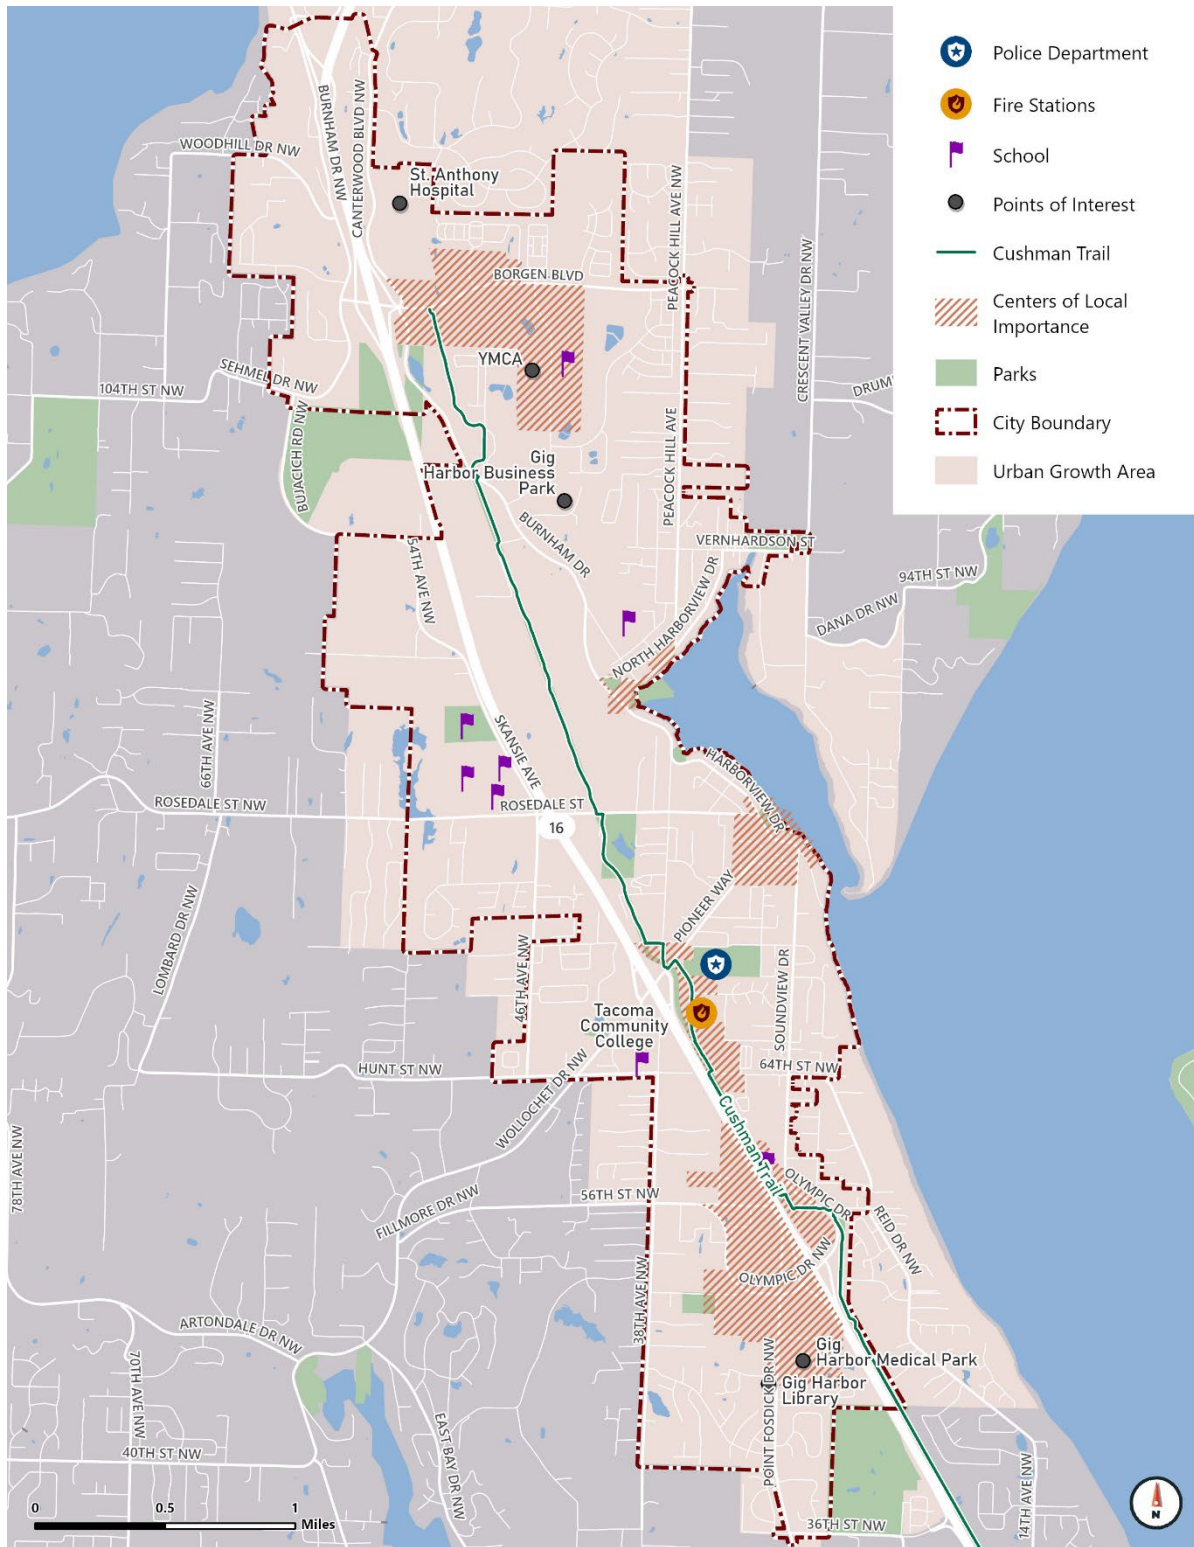 Police Department
Fire Stations
School
Points of Interest
Cushman Trail
Centers of Local
Importance
Parks
City Boundary
Urban Growth Area
BURNHAM DR NW
CANTERWOOD BLVD NW
WOODHILL DR NW
St. Anthony
Hospital
PEACOCK HILL AVE NW
CRESCENT VALLEY DR NW
BORGEN BLVD
YMCA
SEHMEL DR NW
104TH ST NW
DRUM
BUJACICH RD NW
PEACOCK HILL AVE
Gig
Harbor Business
Park
BURNHAM DR
VERNHARDSON ST
54TH AVE NW
94TH ST NW
DANA DR NW
NORTH HARBORVIEW DR
66TH AVE NW
SKANSIE AVE
HARBORVIEW DR
ROSEDALE ST NW
ROSEDALE ST
16
PIONEER WAY
LOMBARD DR NW
46TH AVE NW
SOUNDVIEW DR
Tacoma
Community
College
HUNT ST NW
64TH ST NW
WOLLOCHET DR NW
Cushman Trail
78TH AVE NW
56TH ST NW
OLYMPIC DR
FILLMORE DR NW
REID DR NW
OLYMPIC DR NW
38TH AVE NW
ARTONDALE DR NW
70TH AVE NW
Gig
Harbor Medical Park
Gig Harbor
Library
POINT FOSDICK DR NW
EAST BAY DR NW
40TH ST NW
14TH AVE NW
36TH ST NW
0 0.5 1
Miles
N